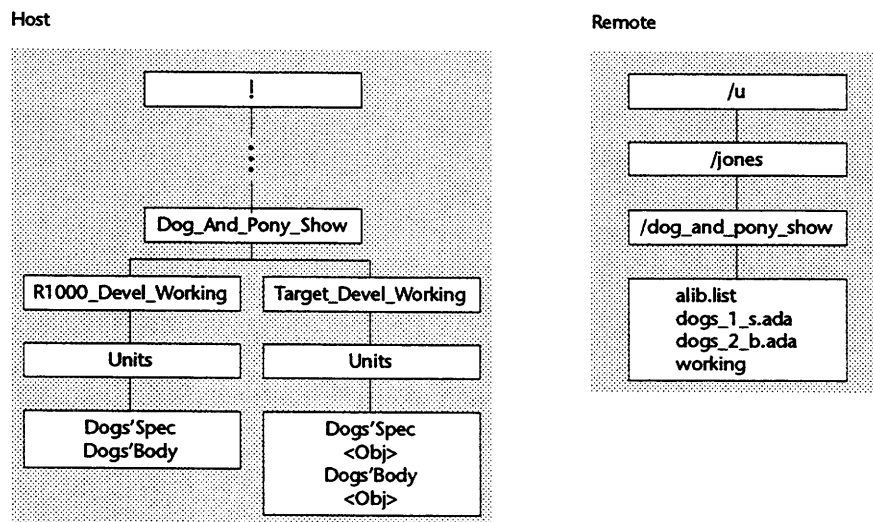 Host
!
Dog_And_Pony_Show
R1000_Devel_Working
Target_Devel_Working
Units
Units
Dogs'Spec
Dogs'Body
Dogs'Spec
<Obj>
Dogs'Body
<Obj>
Remote
/u
/jones
/dog_and_pony_show
alib.list
dogs_1_s.ada
dogs_2_b.ada
working